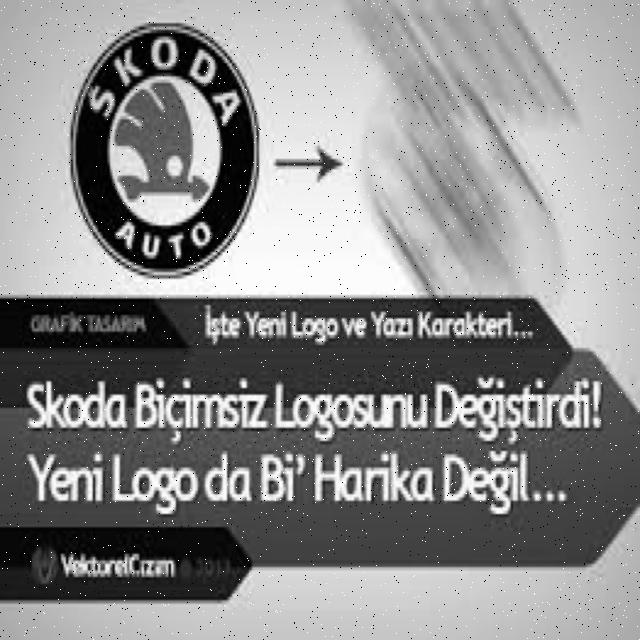 SKODA
AUTO
GRAFİK TASARIM
İşte Yeni Logo ve Yazı Karakteri...
Skoda Biçimsiz Logosunu Değiştirdi!
Yeni Logo da Bi’ Harika Değil...
VektorelCizim